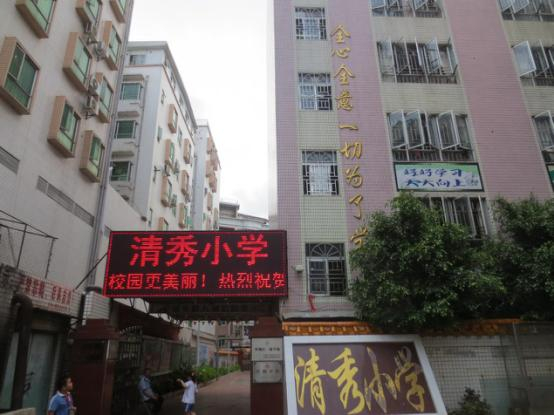 全心全意一切为了学
好好学习
天天向上
清秀小学
校园更美丽！热烈祝贺
清秀小学